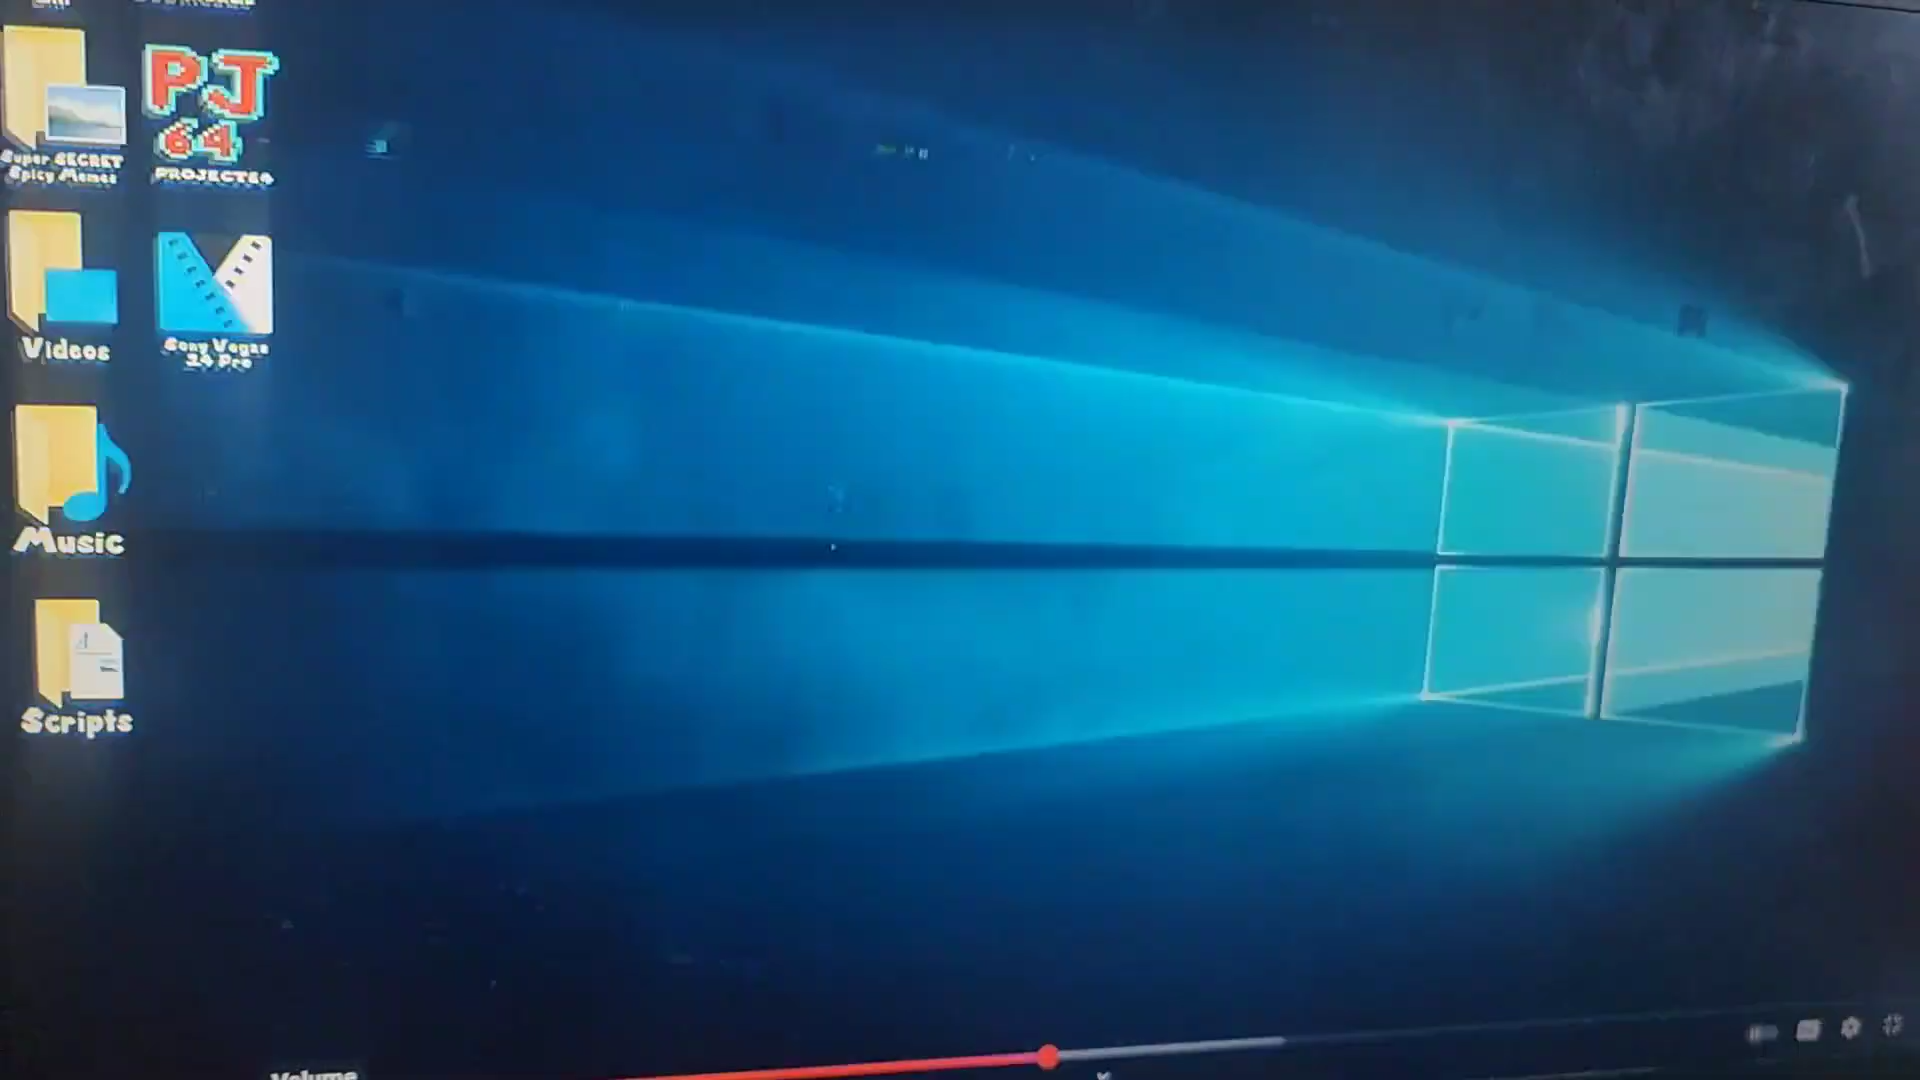 Super SECRET
Spicy Memes
PJ
64
PROJECT64
Videos
Sony Vegas
14 Pro
Music
Scripts
Volume